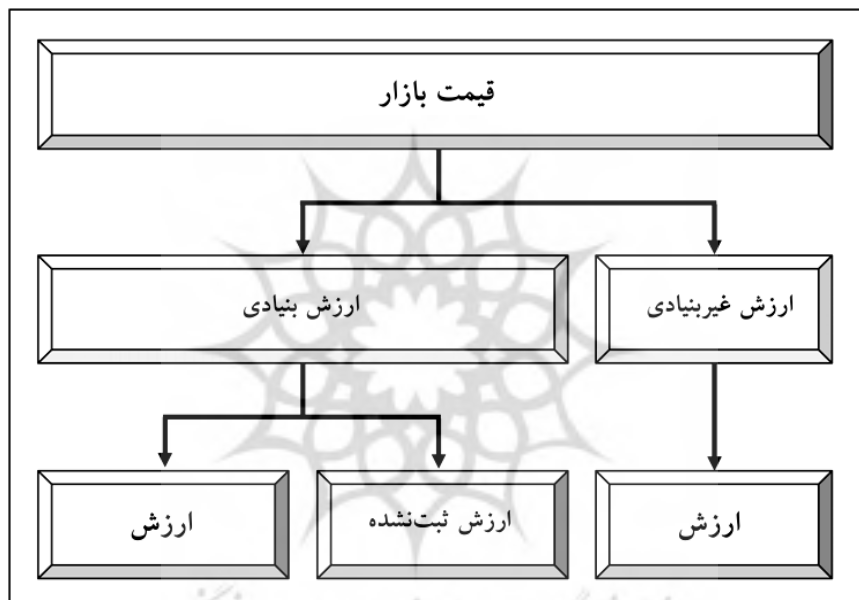 قیمت بازار
ارزش غیربنیادی
ارزش بنیادی
ارزش
ارزش ثبت‌نشده
ارزش